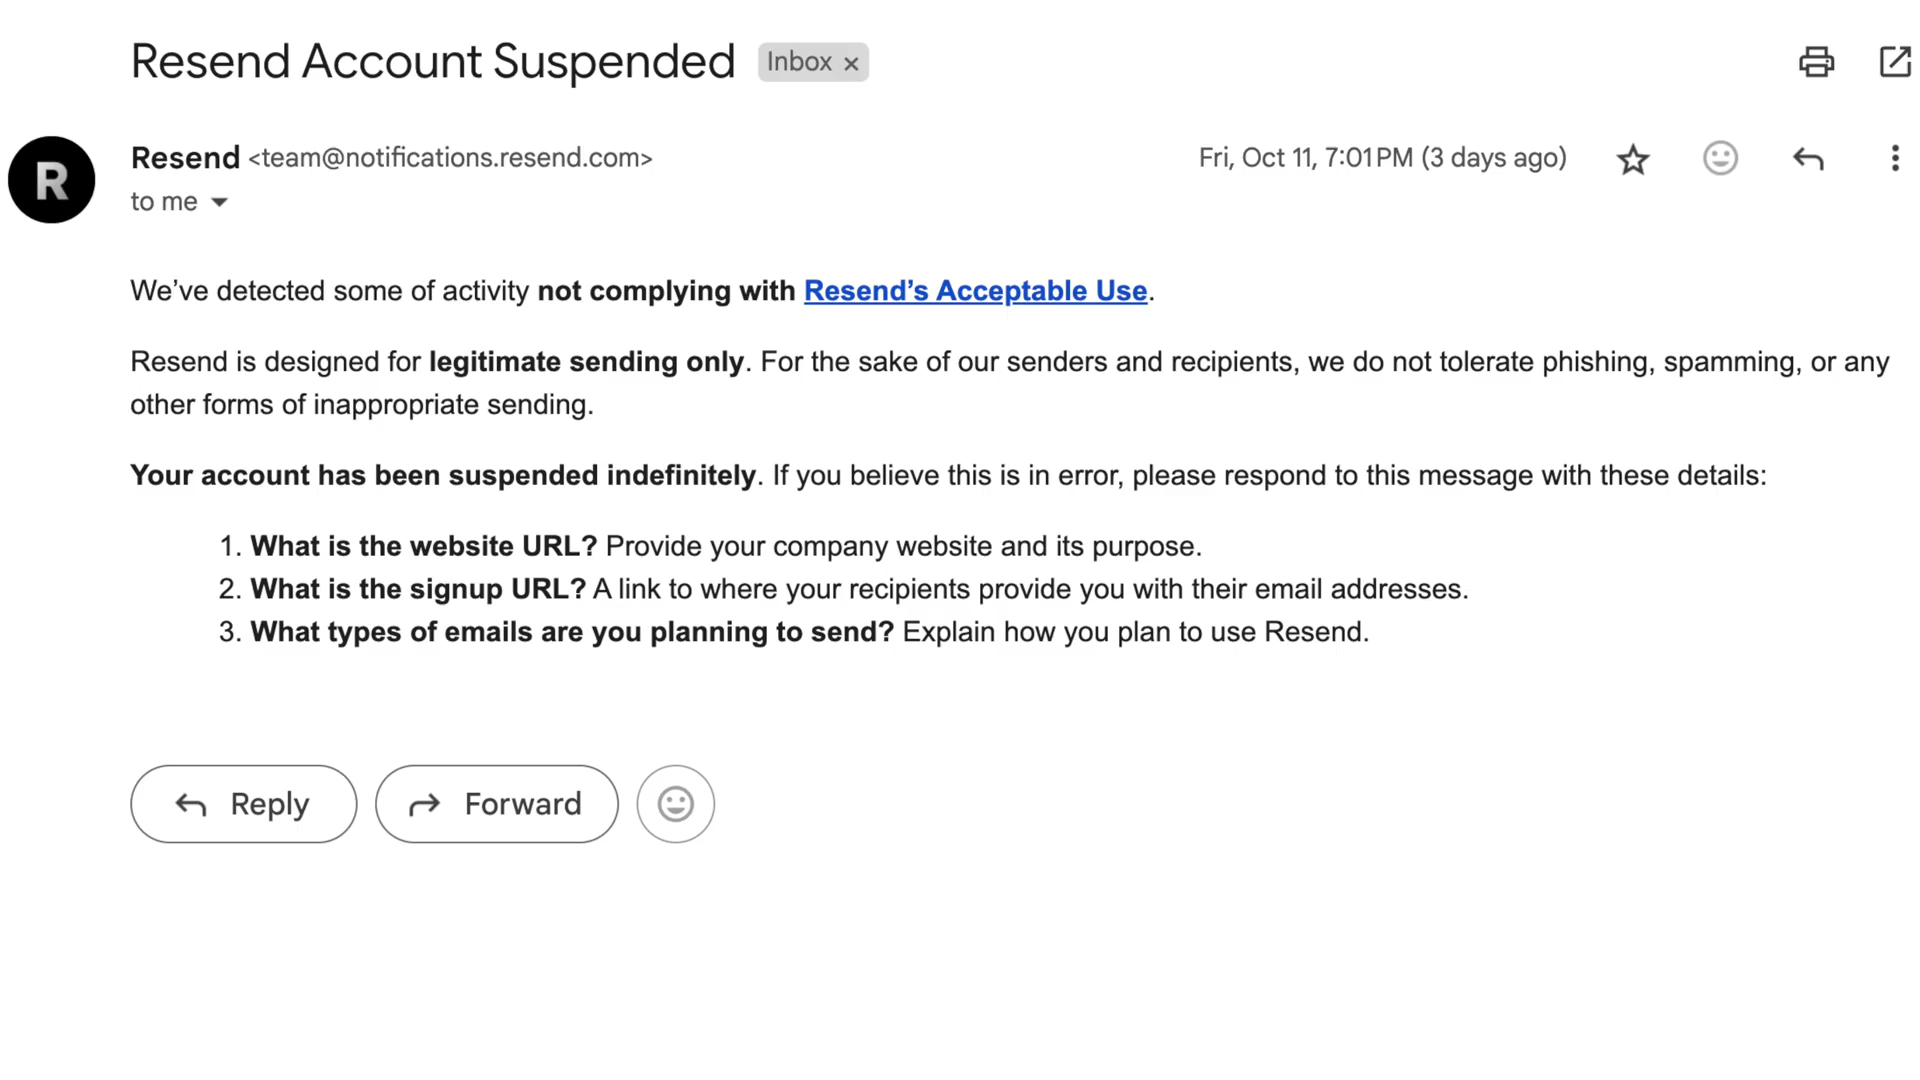 Resend Account Suspended Inbox ×
R
Resend <team@notifications.resend.com> Fri, Oct 11, 7:01 PM (3 days ago)
to me
We’ve detected some of activity not complying with Resend’s Acceptable Use.
Resend is designed for legitimate sending only. For the sake of our senders and recipients, we do not tolerate phishing, spamming, or any
other forms of inappropriate sending.
Your account has been suspended indefinitely. If you believe this is in error, please respond to this message with these details:
1. What is the website URL? Provide your company website and its purpose.
2. What is the signup URL? A link to where your recipients provide you with their email addresses.
3. What types of emails are you planning to send? Explain how you plan to use Resend.
Reply Forward